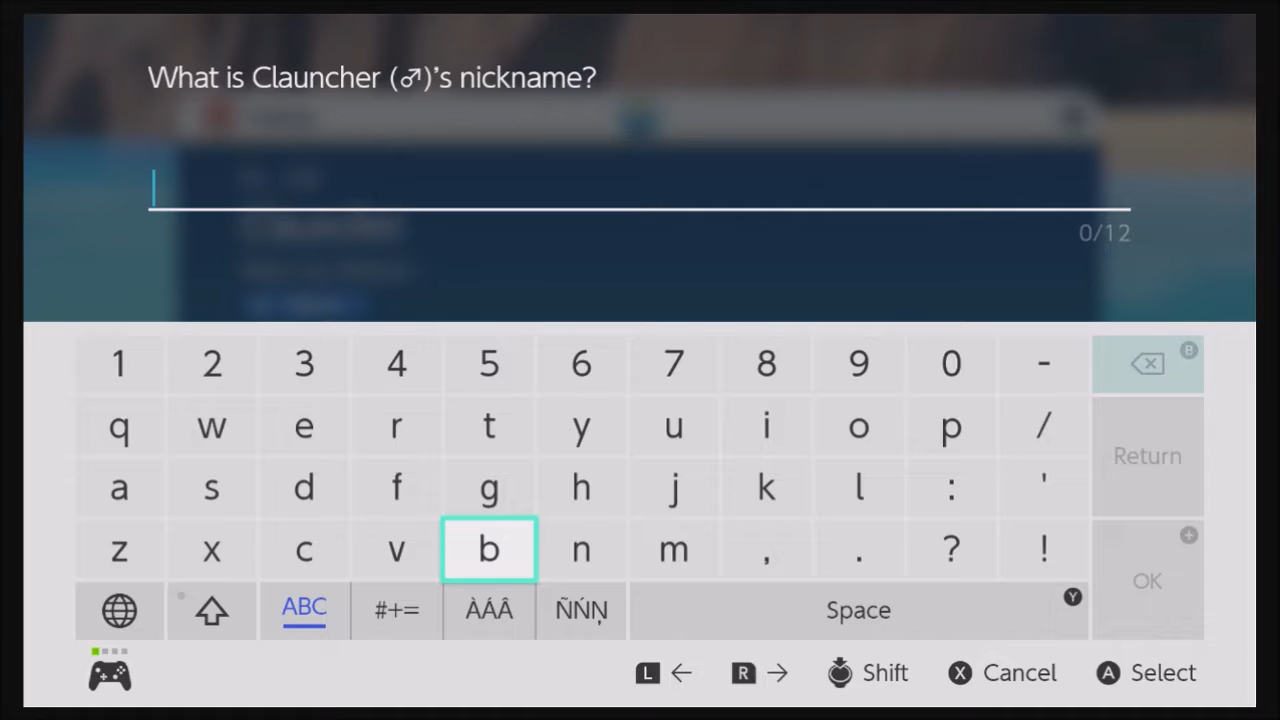 What is Clauncher (♂)'s nickname?
0/12
1 2 3 4 5 6 7 8 9 0 -
q w e r t y u i o p /
Return
a s d f g h j k l : '
z x c v b n m , . ? !
OK
ABC #+= ÀÁÂ ÑŃŅ Space
L ← R → Shift X Cancel A Select
B
+
Y